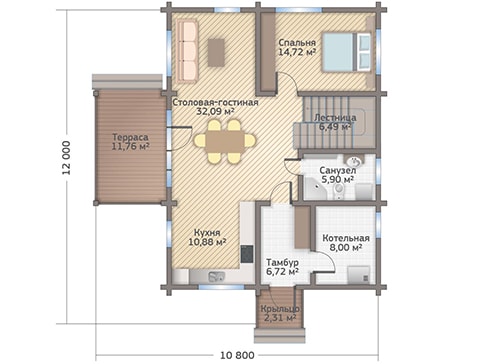 Спальня
14,72 м²
Столовая-гостиная
32,09 м²
Лестница
6,49 м²
Терраса
11,76 м²
Санузел
5,90 м²
Кухня
10,88 м²
Котельная
8,00 м²
Тамбур
6,72 м²
Крыльцо
2,31 м²
12 000
10 800